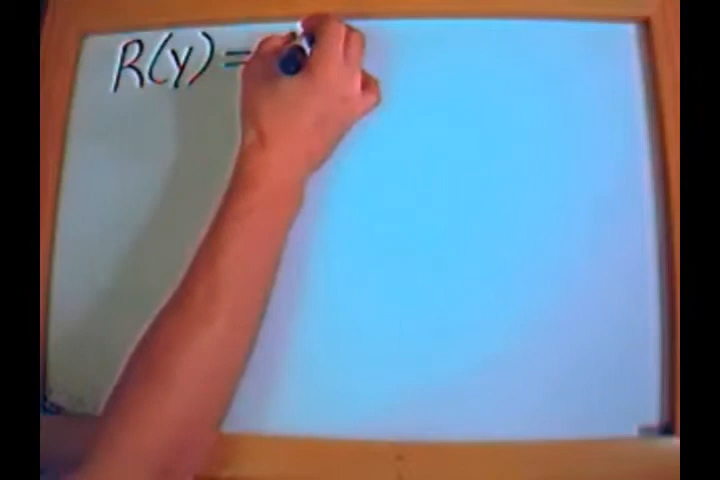 R(y) =